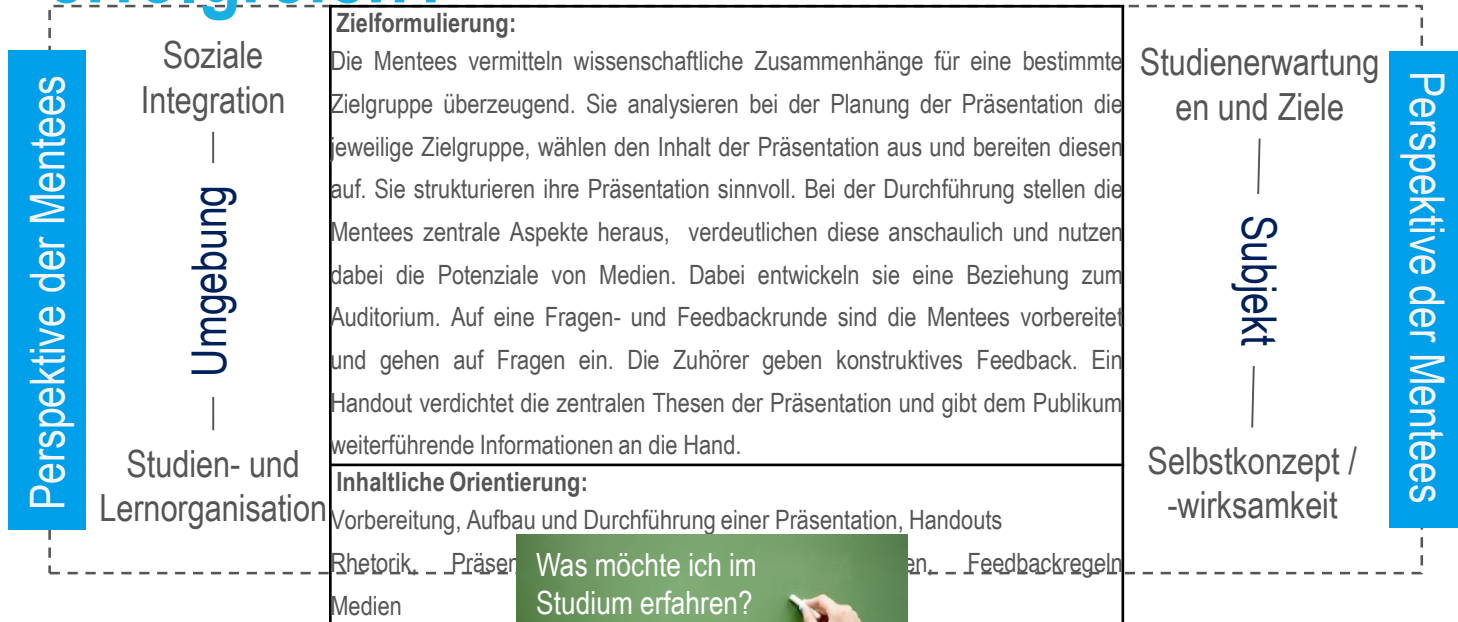 Perspektive der Mentees
Soziale
Integration
Umgebung
Studien- und
Lernorganisation
Zielformulierung:
Die Mentees vermitteln wissenschaftliche Zusammenhänge für eine bestimmte
Zielgruppe überzeugend. Sie analysieren bei der Planung der Präsentation die
jeweilige Zielgruppe, wählen den Inhalt der Präsentation aus und bereiten diesen
auf. Sie strukturieren ihre Präsentation sinnvoll. Bei der Durchführung stellen die
Mentees zentrale Aspekte heraus, verdeutlichen diese anschaulich und nutzen
dabei die Potenziale von Medien. Dabei entwickeln sie eine Beziehung zum
Auditorium. Auf eine Fragen- und Feedbackrunde sind die Mentees vorbereitet
und gehen auf Fragen ein. Die Zuhörer geben konstruktives Feedback. Ein
Handout verdichtet die zentralen Thesen der Präsentation und gibt dem Publikum
weiterführende Informationen an die Hand.
Inhaltliche Orientierung:
Vorbereitung, Aufbau und Durchführung einer Präsentation, Handouts
Rhetorik, Präsen en, Feedbackregeln
Medien
Was möchte ich im
Studium erfahren?
Studienerwartung
en und Ziele
Subjekt
Selbstkonzept /
-wirksamkeit
Perspektive der Mentees